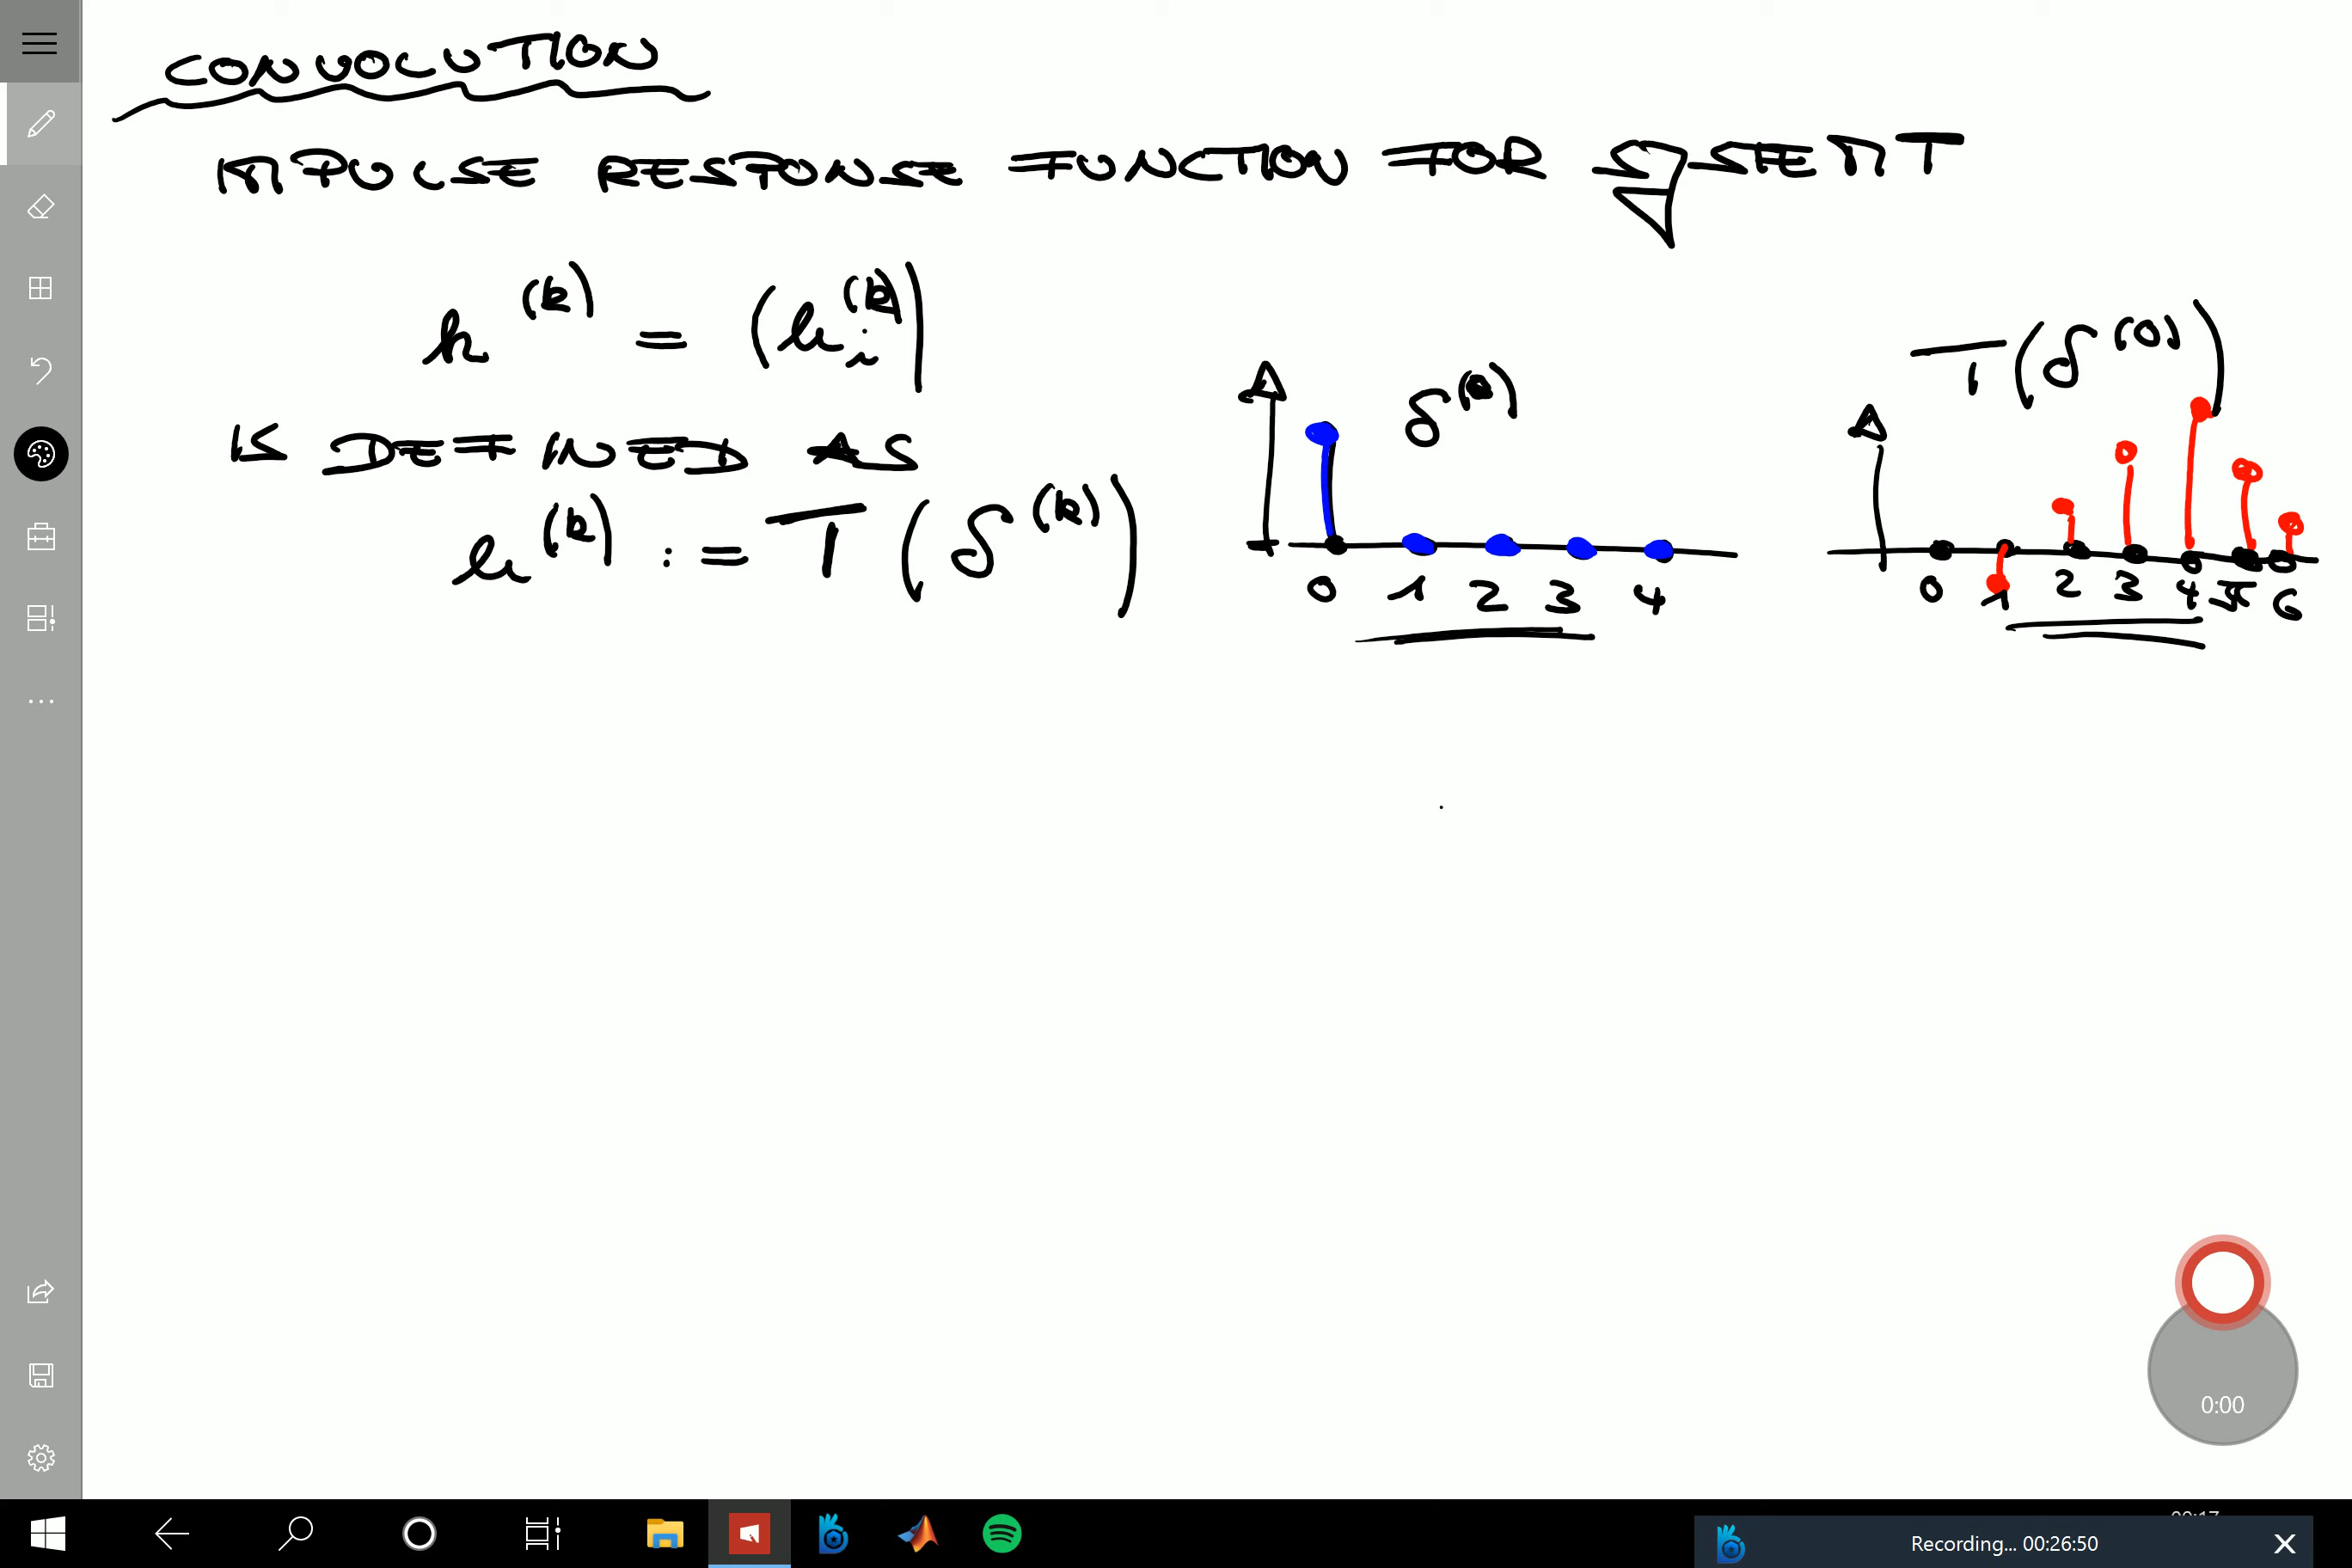 CONVOLUTION
IMPULSE RESPONSE FUNCTION FOR SYSTEM T
h^(k) = (h_i^(k))
IS DEFINED AS
h^(k) := T(δ^(k))
δ^(0)
0 1 2 3 4
T(δ^(0))
0 1 2 3 4 5 6
0:00
Recording... 00:26:50